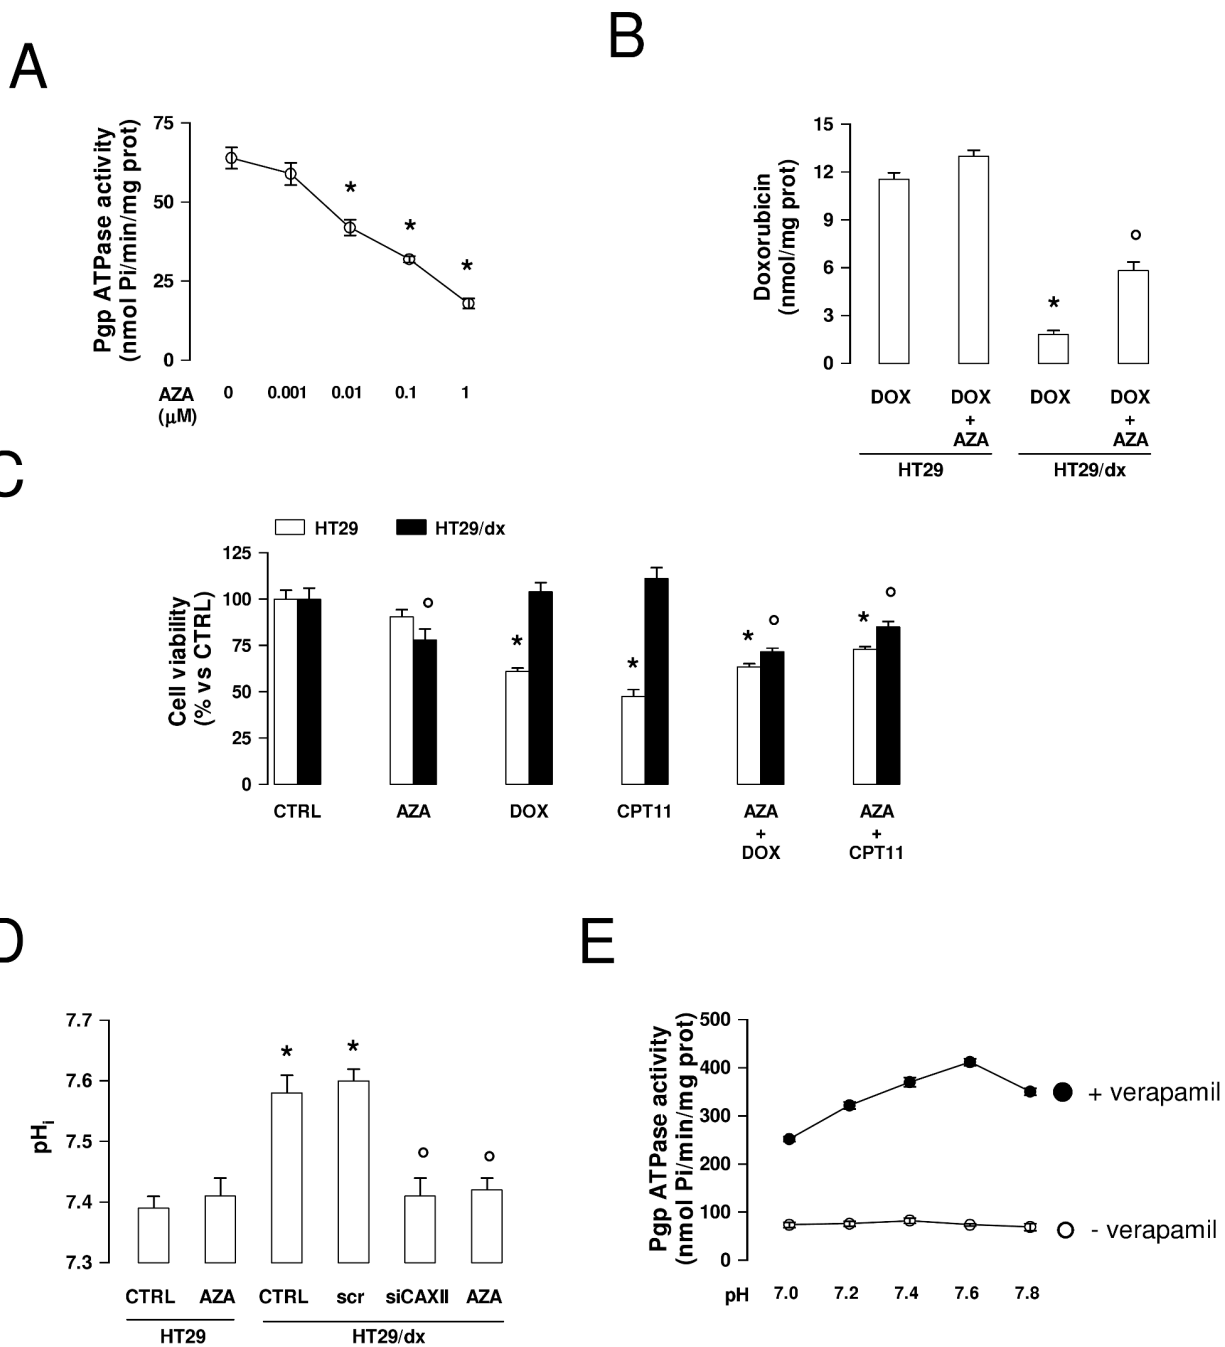 A
Pgp ATPase activity
(nmol Pi/min/mg prot)
75
50
25
0
*
*
*
AZA
(µM)
0 0.001 0.01 0.1 1
B
Doxorubicin
(nmol/mg prot)
15
12
9
6
3
0
*
DOX DOX DOX DOX
+ +
AZA AZA
HT29 HT29/dx
C
HT29 HT29/dx
Cell viability
(% vs CTRL)
125
100
75
50
25
0
*
*
*
*
CTRL AZA DOX CPT11 AZA AZA
+ +
DOX CPT11
D
pHi
7.7
7.6
7.5
7.4
7.3
* *
CTRL AZA CTRL scr siCAXII AZA
HT29 HT29/dx
E
Pgp ATPase activity
(nmol Pi/min/mg prot)
500
400
300
200
100
0
+ verapamil
- verapamil
pH 7.0 7.2 7.4 7.6 7.8